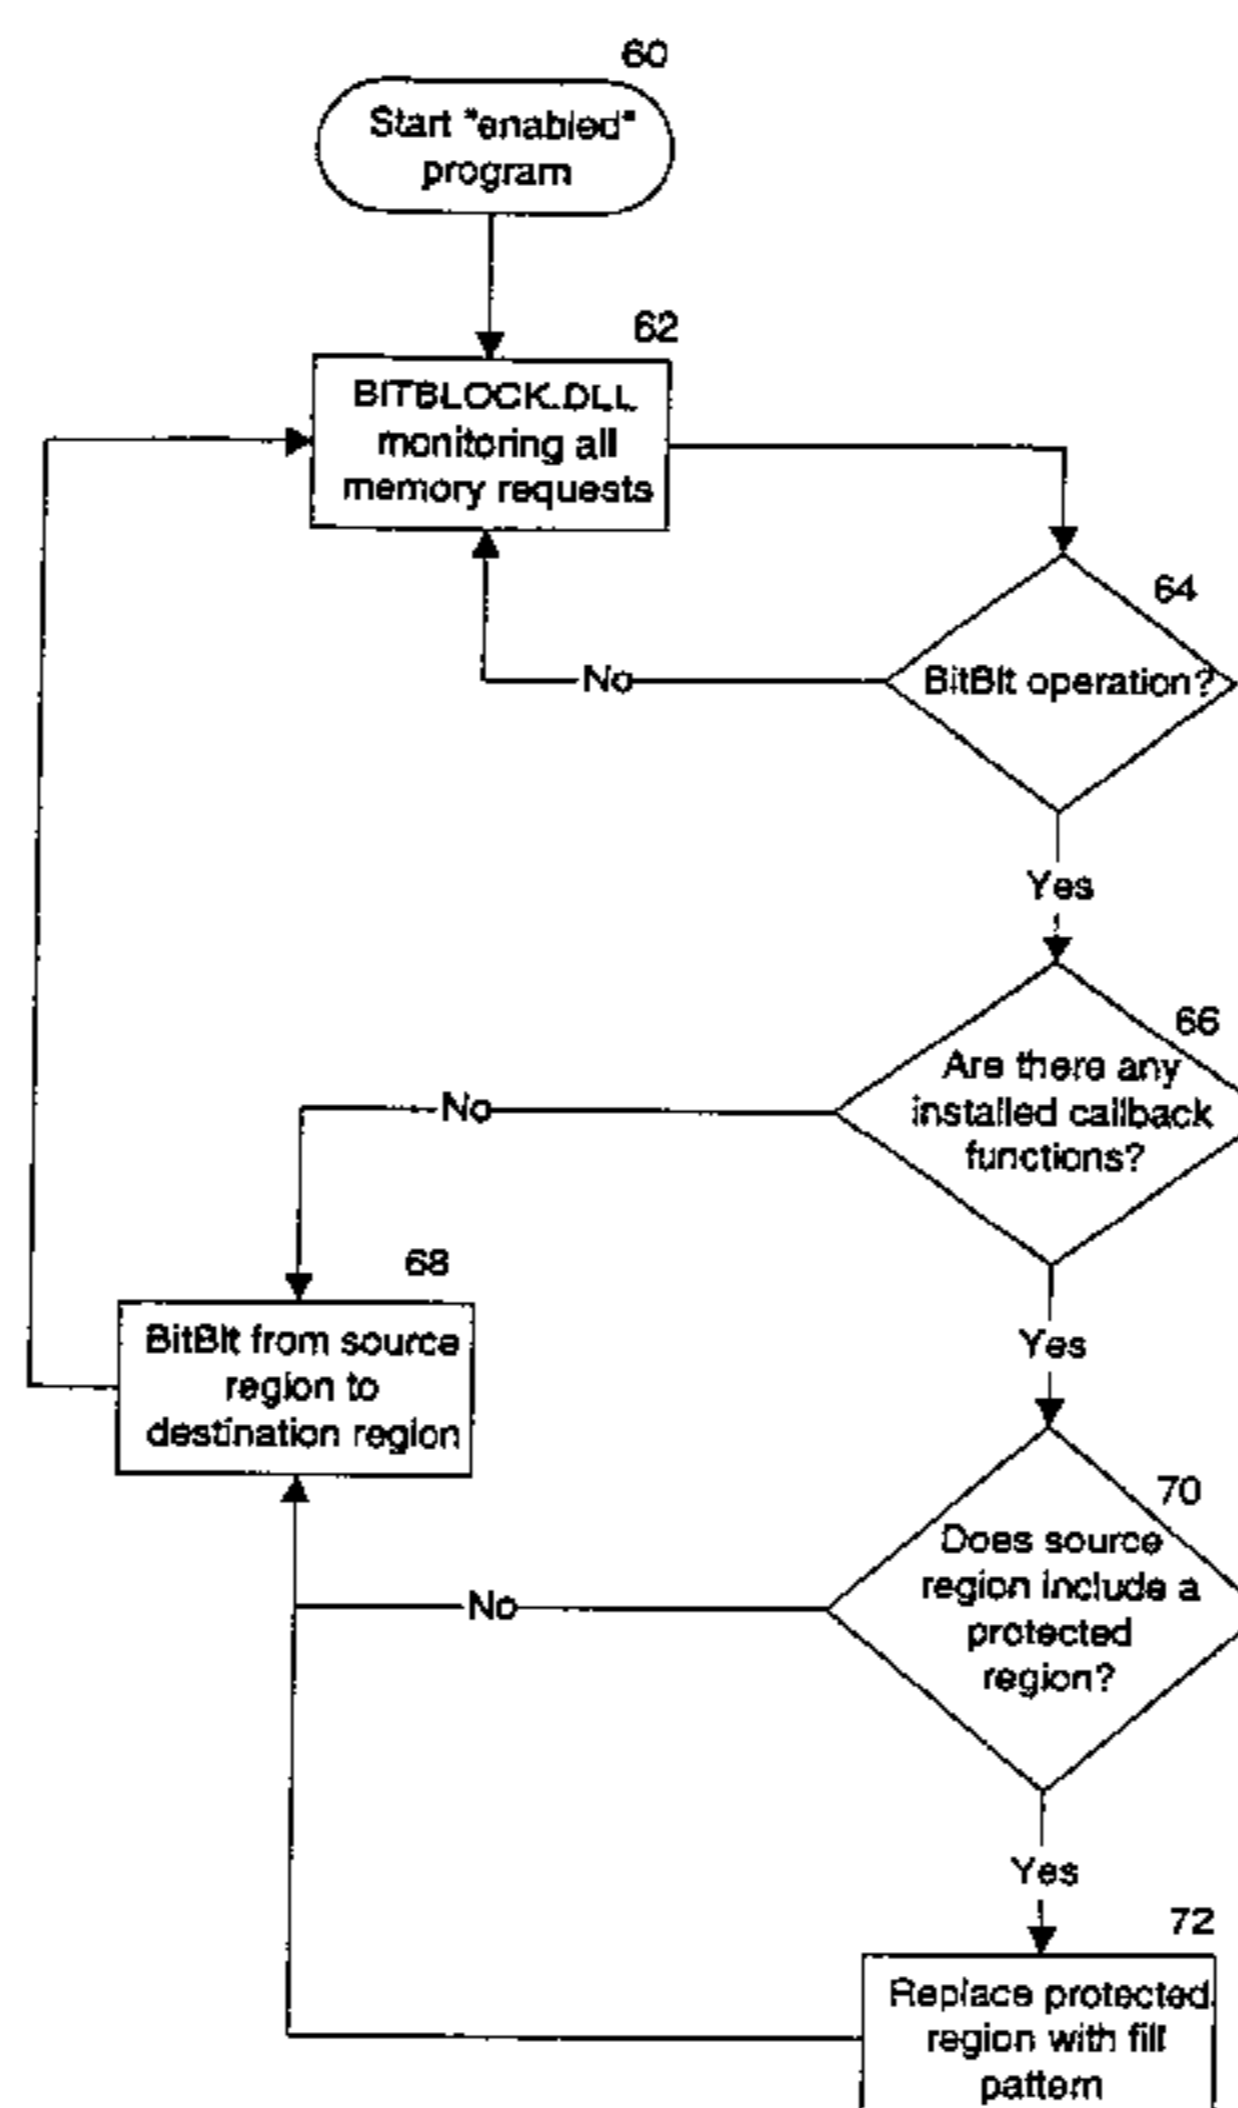 60
Start "enabled"
program
62
BITBLOCK.DLL
monitoring all
memory requests
64
BitBlt operation?
No
Yes
66
Are there any
installed callback
functions?
No
Yes
68
BitBlt from source
region to
destination region
70
Does source
region include a
protected
region?
No
Yes
72
Replace protected
region with fill
pattern